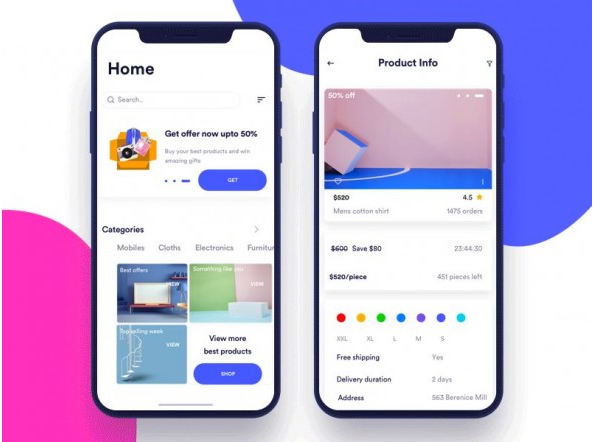 Home
Search..
Get offer now upto 50%
Buy your best products and win
amazing gifts
GET
Categories
Mobiles Cloths Electronics Furnitur
Best offers
VIEW
Something like you
VIEW
Top selling week
VIEW
View more
best products
SHOP
Product Info
50% off
$520 4.5
Mens cotton shirt 1475 orders
$600 Save $80 23:44:30
$520/piece 451 pieces left
XXL XL L M S
Free shipping Yes
Delivery duration 2 days
Address 563 Berenice Mill